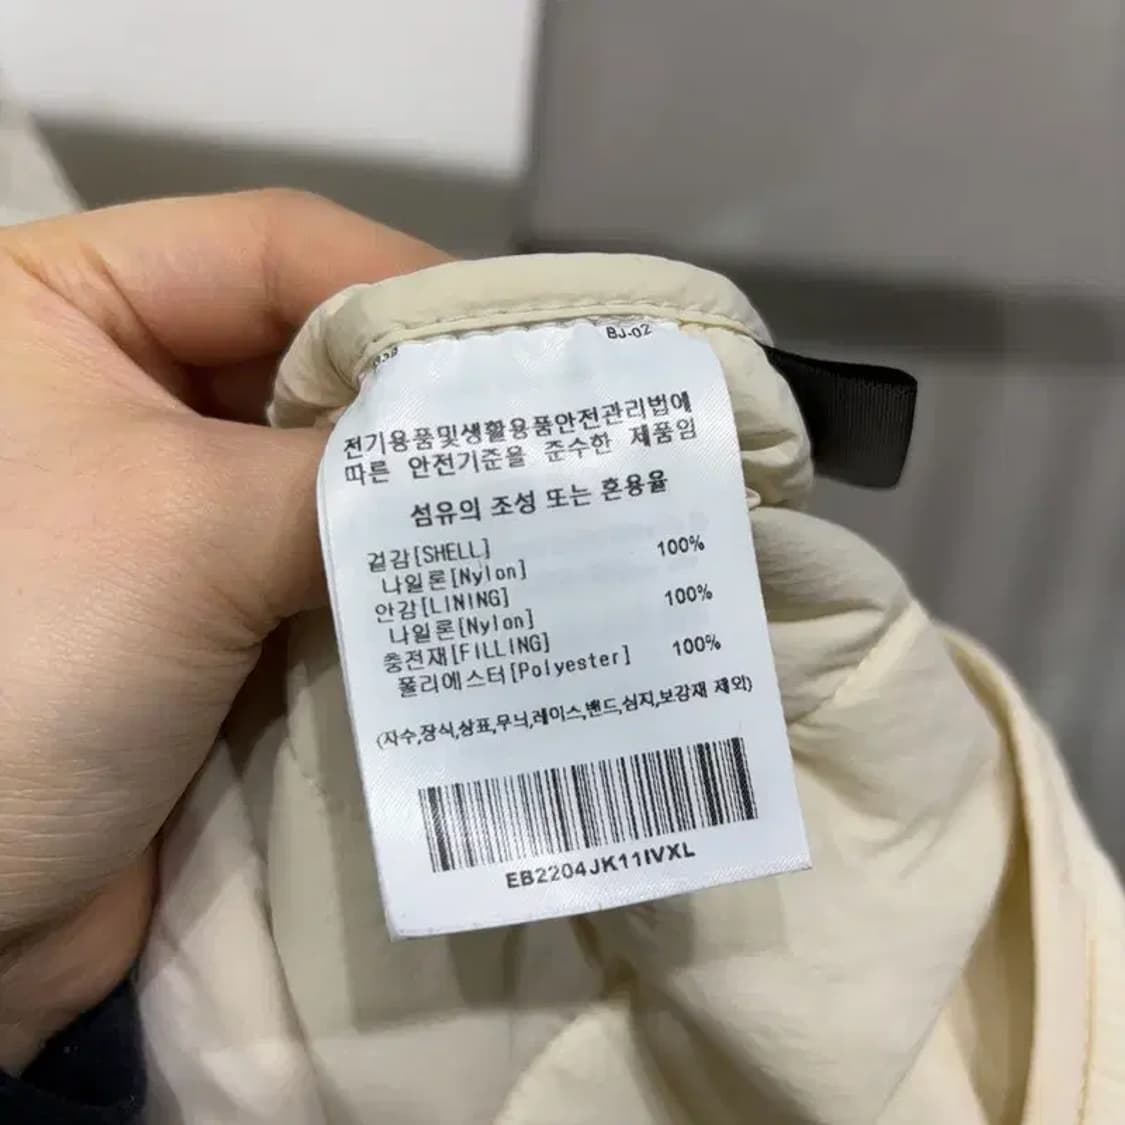 BJ-02
전기용품및생활용품안전관리법에
따른 안전기준을 준수한 제품임
섬유의 조성 또는 혼용율
겉감[SHELL] 100%
나일론[Nylon]
안감[LINING] 100%
나일론[Nylon]
충전재[FILLING] 100%
폴리에스터[Polyester]
(자수,장식,상표,무늬,레이스,밴드,심지,보강재 제외)
EB2204JK11IVXL